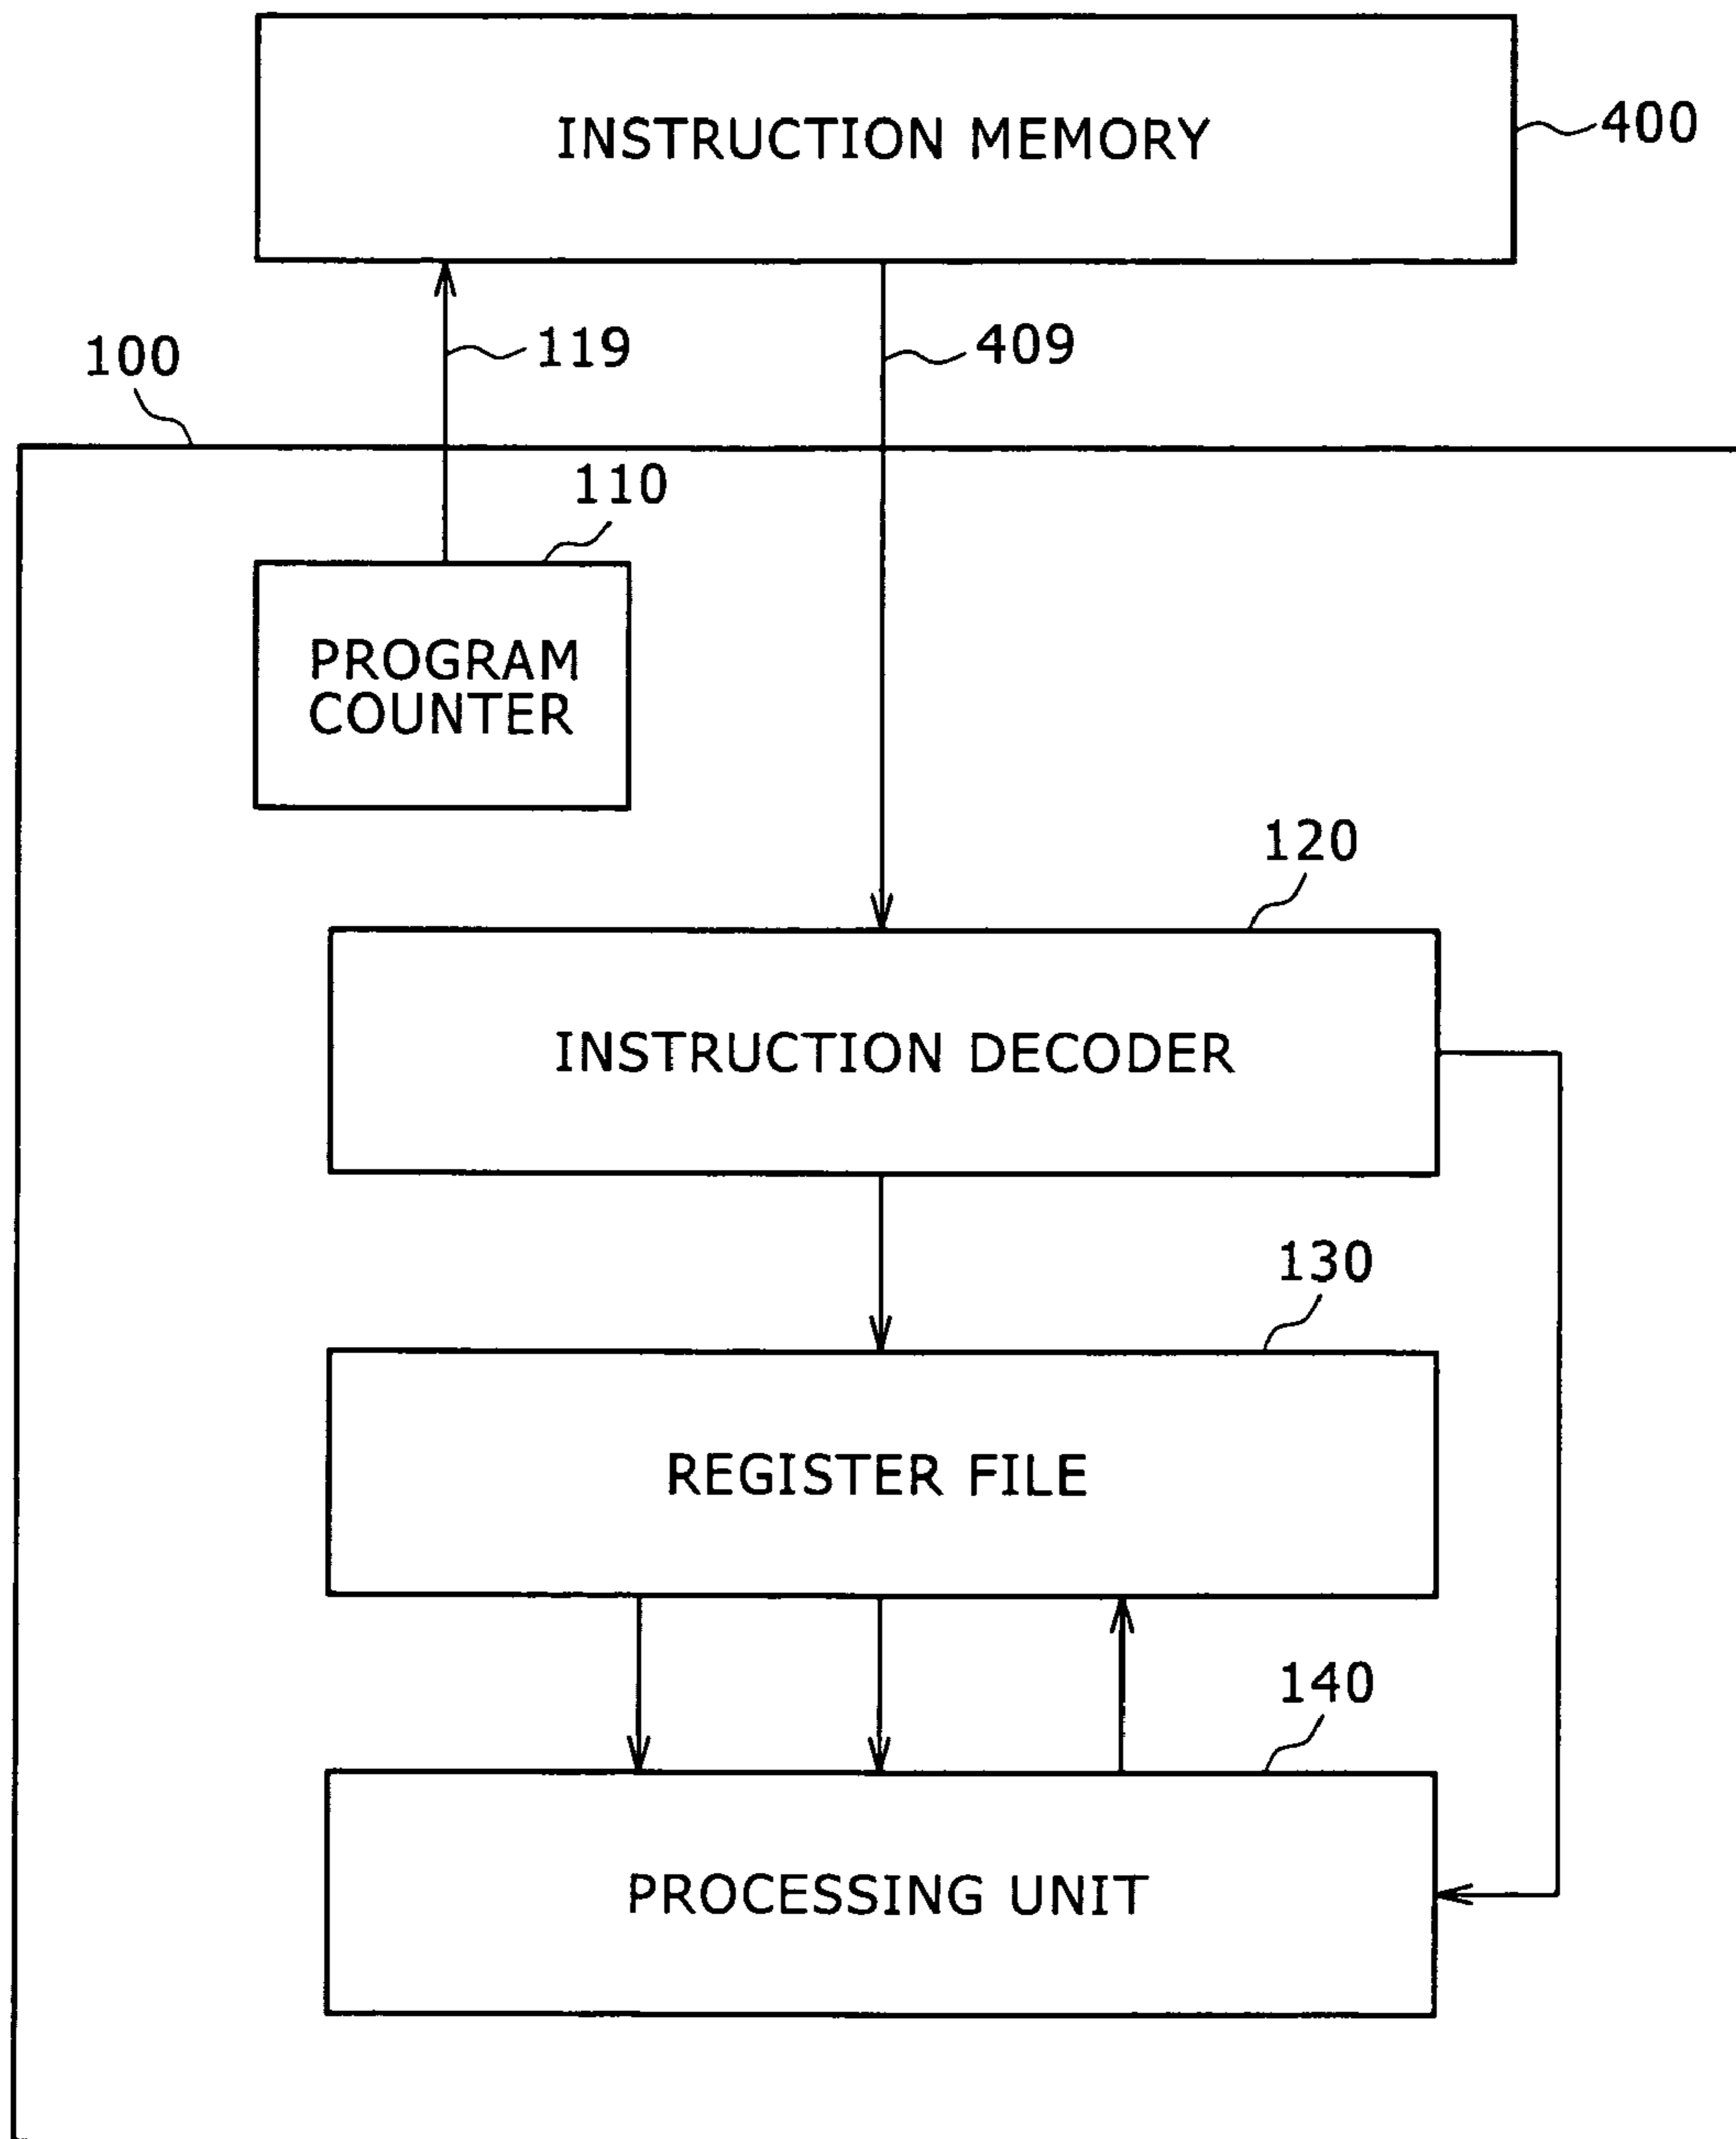 INSTRUCTION MEMORY
400
119
409
100
110
PROGRAM
COUNTER
120
INSTRUCTION DECODER
130
REGISTER FILE
140
PROCESSING UNIT